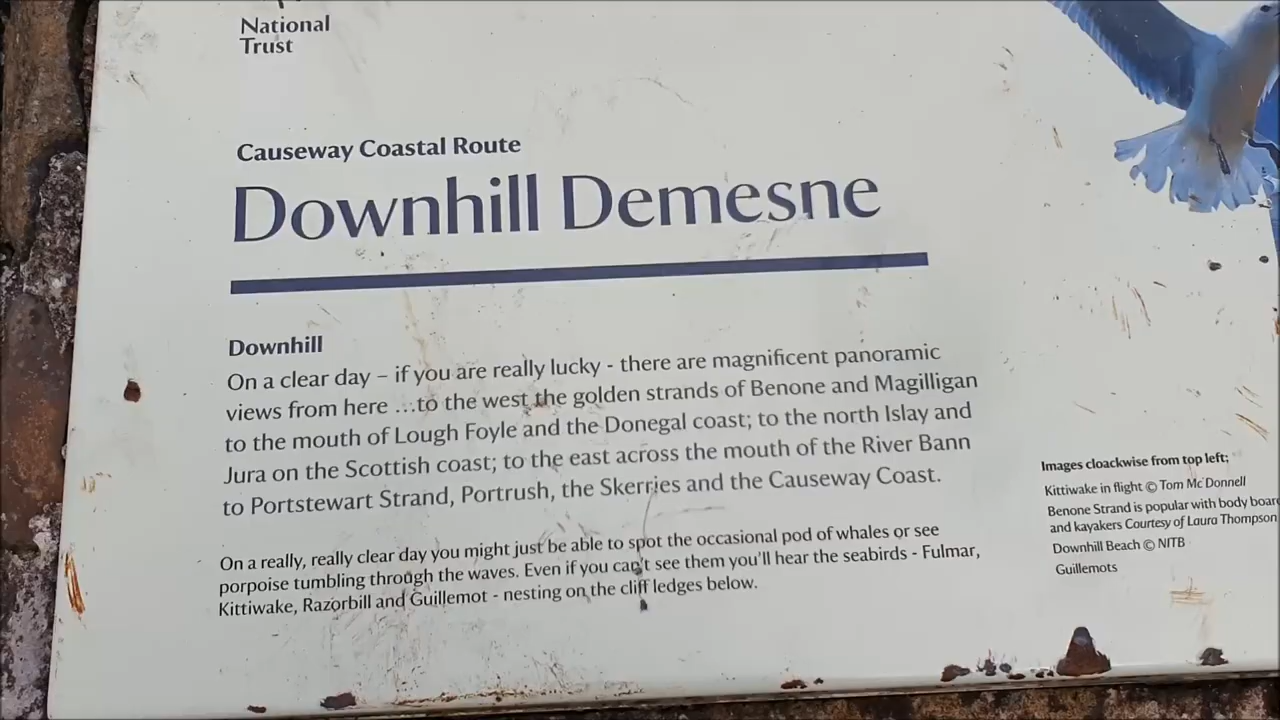 National
Trust
Causeway Coastal Route
Downhill Demesne
Downhill
On a clear day – if you are really lucky - there are magnificent panoramic
views from here ...to the west the golden strands of Benone and Magilligan
to the mouth of Lough Foyle and the Donegal coast; to the north Islay and
Jura on the Scottish coast; to the east across the mouth of the River Bann
to Portstewart Strand, Portrush, the Skerries and the Causeway Coast.
On a really, really clear day you might just be able to spot the occasional pod of whales or see
porpoise tumbling through the waves. Even if you can't see them you'll hear the seabirds - Fulmar,
Kittiwake, Razorbill and Guillemot - nesting on the cliff ledges below.
Images cloackwise from top left;
Kittiwake in flight © Tom Mc Donnell
Benone Strand is popular with body boar
and kayakers Courtesy of Laura Thompson
Downhill Beach © NITB
Guillemots